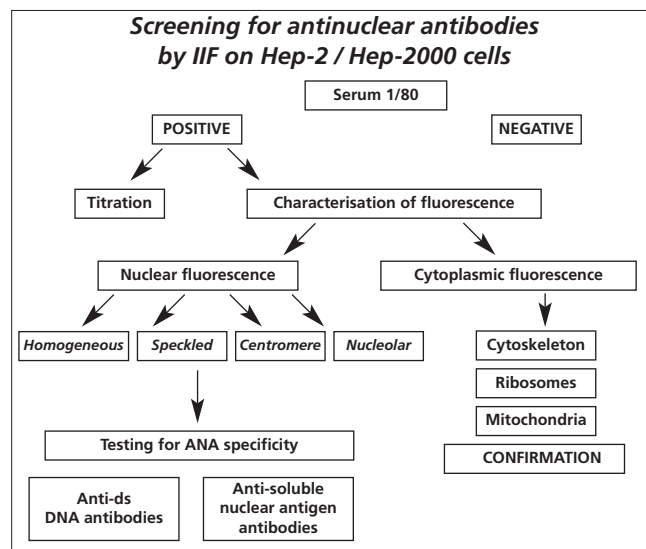 Screening for antinuclear antibodies
by IIF on Hep-2 / Hep-2000 cells
Serum 1/80
POSITIVE
NEGATIVE
Titration
Characterisation of fluorescence
Nuclear fluorescence
Cytoplasmic fluorescence
Homogeneous
Speckled
Centromere
Nucleolar
Cytoskeleton
Ribosomes
Mitochondria
CONFIRMATION
Testing for ANA specificity
Anti-ds
DNA antibodies
Anti-soluble
nuclear antigen
antibodies